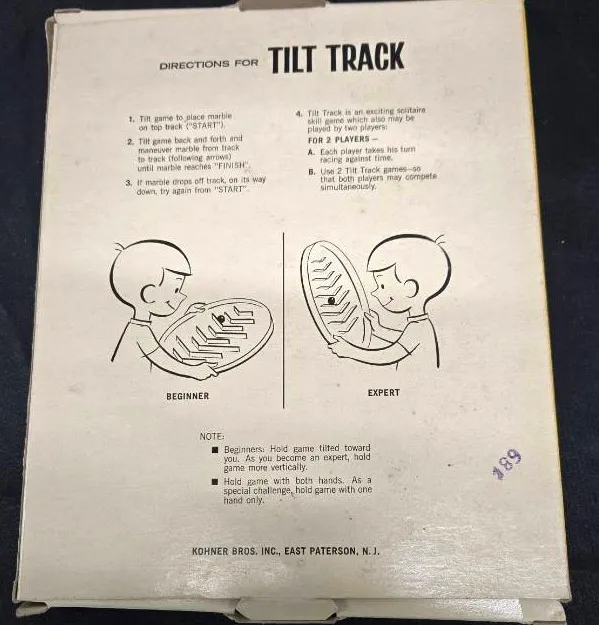 DIRECTIONS FOR TILT TRACK
1. Tilt game to place marble
on top track ("START").
2. Tilt game back and forth and
maneuver marble from track
to track (following arrows)
until marble reaches "FINISH".
3. If marble drops off track, on its way
down, try again from "START".
4. Tilt Track is an exciting solitaire
skill game which also may be
played by two players:
FOR 2 PLAYERS —
A. Each player takes his turn
racing against time.
B. Use 2 Tilt Track games—so
that both players may compete
simultaneously.
BEGINNER
EXPERT
NOTE:
■ Beginners: Hold game tilted toward
you. As you become an expert, hold
game more vertically.
■ Hold game with both hands. As a
special challenge, hold game with one
hand only.
KOHNER BROS. INC., EAST PATERSON, N. J.